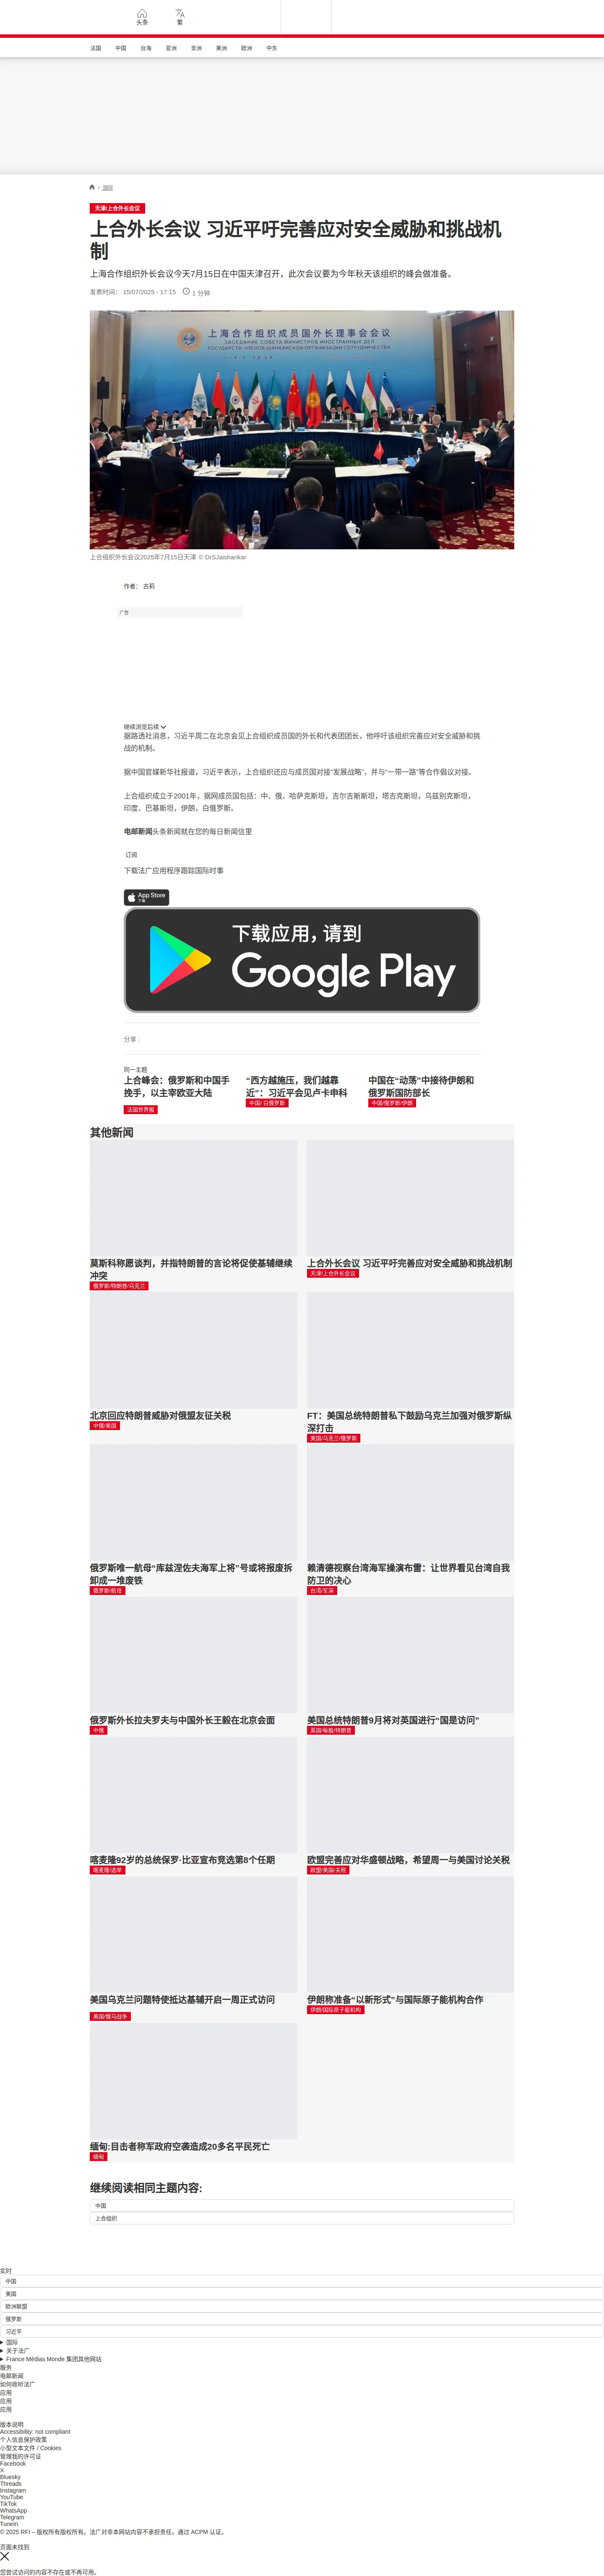 头条
繁
法国
中国
台海
亚洲
非洲
美洲
欧洲
中东
/ 国际
天津/上合外长会议
上合外长会议 习近平吁完善应对安全威胁和挑战机
制
上海合作组织外长会议今天7月15日在中国天津召开，此次会议要为今年秋天该组织的峰会做准备。
发表时间： 15/07/2025 - 17:15
1 分钟
上海合作组织成员国外长理事会会议
ЗАСЕДАНИЕ СОВЕТА МИНИСТРОВ ИНОСТРАННЫХ ДЕЛ
ГОСУДАРСТВ-ЧЛЕНОВ ШАНХАЙСКОЙ ОРГАНИЗАЦИИ СОТРУДНИЧЕСТВА
上合组织外长会议2025年7月15日天津 © DrSJaishankar
作者： 古莉
广告
继续浏览后续
据路透社消息，习近平周二在北京会见上合组织成员国的外长和代表团团长，他呼吁该组织完善应对安全威胁和挑
战的机制。
据中国官媒新华社报道，习近平表示，上合组织还应与成员国对接“发展战略”，并与“一带一路”等合作倡议对接。
上合组织成立于2001年，据网成员国包括：中、俄、哈萨克斯坦，吉尔吉斯斯坦，塔吉克斯坦，乌兹别克斯坦，
印度、巴基斯坦，伊朗，白俄罗斯。
电邮新闻头条新闻就在您的每日新闻信里
订阅
下载法广应用程序跟踪国际时事
App Store
下载
下载应用，请到
Google Play
分享 :
同一主题
上合峰会：俄罗斯和中国手
挽手，以主宰欧亚大陆
法国世界报
“西方越施压，我们越靠
近”：习近平会见卢卡申科
中国/ 白俄罗斯
中国在“动荡”中接待伊朗和
俄罗斯国防部长
中国/俄罗斯/伊朗
其他新闻
莫斯科称愿谈判，并指特朗普的言论将促使基辅继续
冲突
俄罗斯/特朗普/乌克兰
上合外长会议 习近平吁完善应对安全威胁和挑战机制
天津/上合外长会议
北京回应特朗普威胁对俄盟友征关税
中俄/美国
FT：美国总统特朗普私下鼓励乌克兰加强对俄罗斯纵
深打击
美国/乌克兰/俄罗斯
俄罗斯唯一航母“库兹涅佐夫海军上将”号或将报废拆
卸成一堆废铁
俄罗斯/航母
赖清德视察台湾海军操演布雷：让世界看见台湾自我
防卫的决心
台湾/军演
俄罗斯外长拉夫罗夫与中国外长王毅在北京会面
中俄
美国总统特朗普9月将对英国进行“国是访问”
英国/每股/特朗普
喀麦隆92岁的总统保罗·比亚宣布竞选第8个任期
喀麦隆/选举
欧盟完善应对华盛顿战略，希望周一与美国讨论关税
欧盟/美国/关税
美国乌克兰问题特使抵达基辅开启一周正式访问
美国/俄乌战争
伊朗称准备“以新形式”与国际原子能机构合作
伊朗/国际原子能机构
缅甸:目击者称军政府空袭造成20多名平民死亡
缅甸
继续阅读相同主题内容:
中国
上合组织
实时
中国
美国
欧洲联盟
俄罗斯
习近平
国际
关于法广
France Médias Monde 集团其他网站
服务
电邮新闻
如何收听法广
应用
应用
应用
版本说明
Accessibility: not compliant
个人信息保护政策
小型文本文件 / Cookies
管理我的许可证
Facebook
X
Bluesky
Threads
Instagram
YouTube
TikTok
WhatsApp
Telegram
TuneIn
© 2025 RFI – 版权所有版权所有。法广对非本网站内容不承担责任。通过 ACPM 认证。
页面未找到
您尝试访问的内容不存在或不再可用。